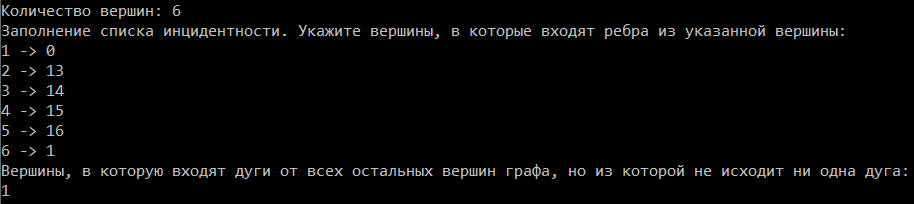 Количество вершин: 6
Заполнение списка инцидентности. Укажите вершины, в которые входят ребра из указанной вершины:
1 -> 0
2 -> 13
3 -> 14
4 -> 15
5 -> 16
6 -> 1
Вершины, в которую входят дуги от всех остальных вершин графа, но из которой не исходит ни одна дуга:
1